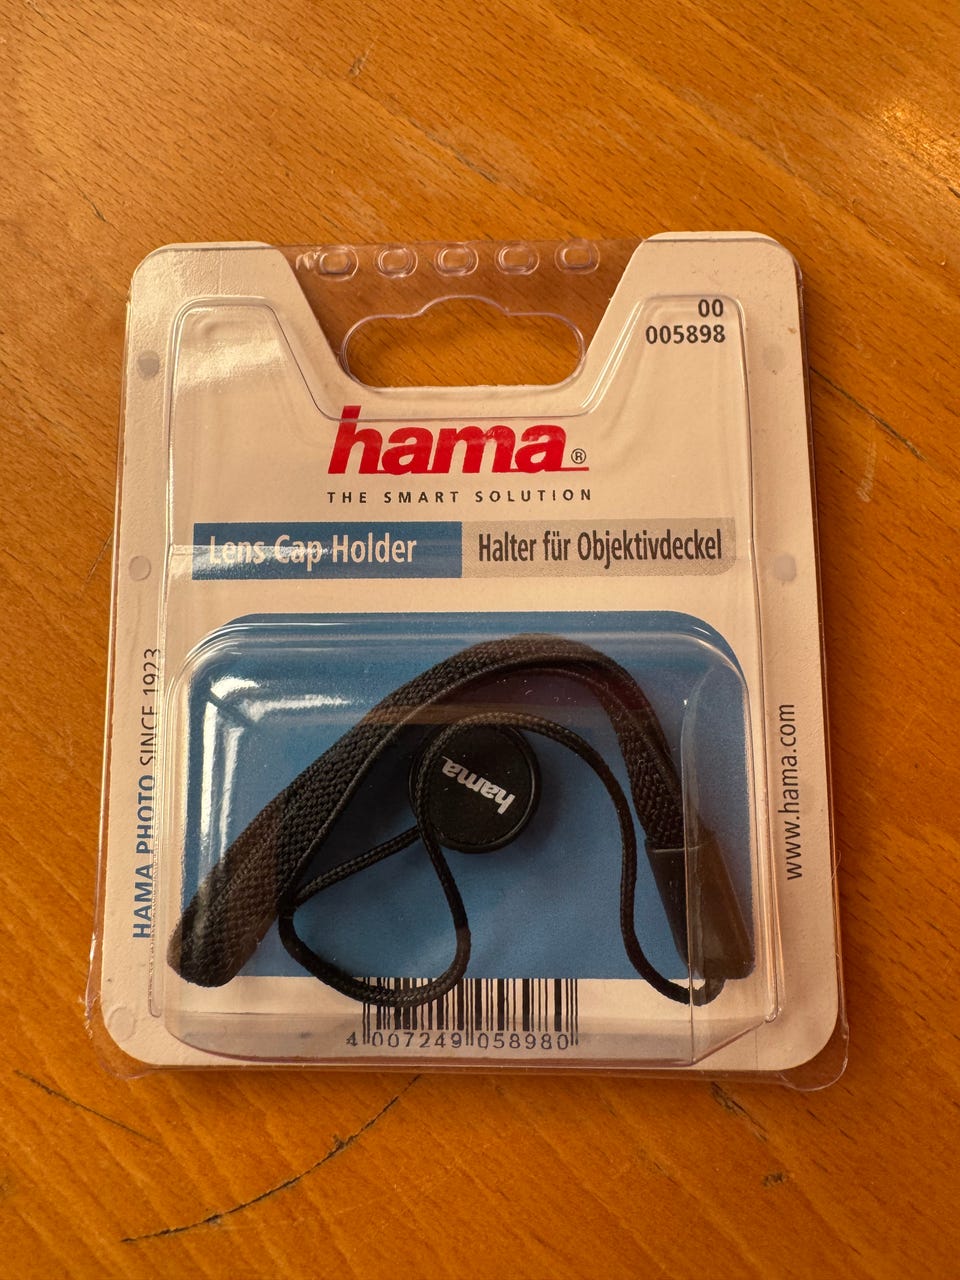 00
005898
hama®
THE SMART SOLUTION
Lens Cap Holder
Halter für Objektivdeckel
HAMA PHOTO SINCE 1923
hama
www.hama.com
4 007249 058980